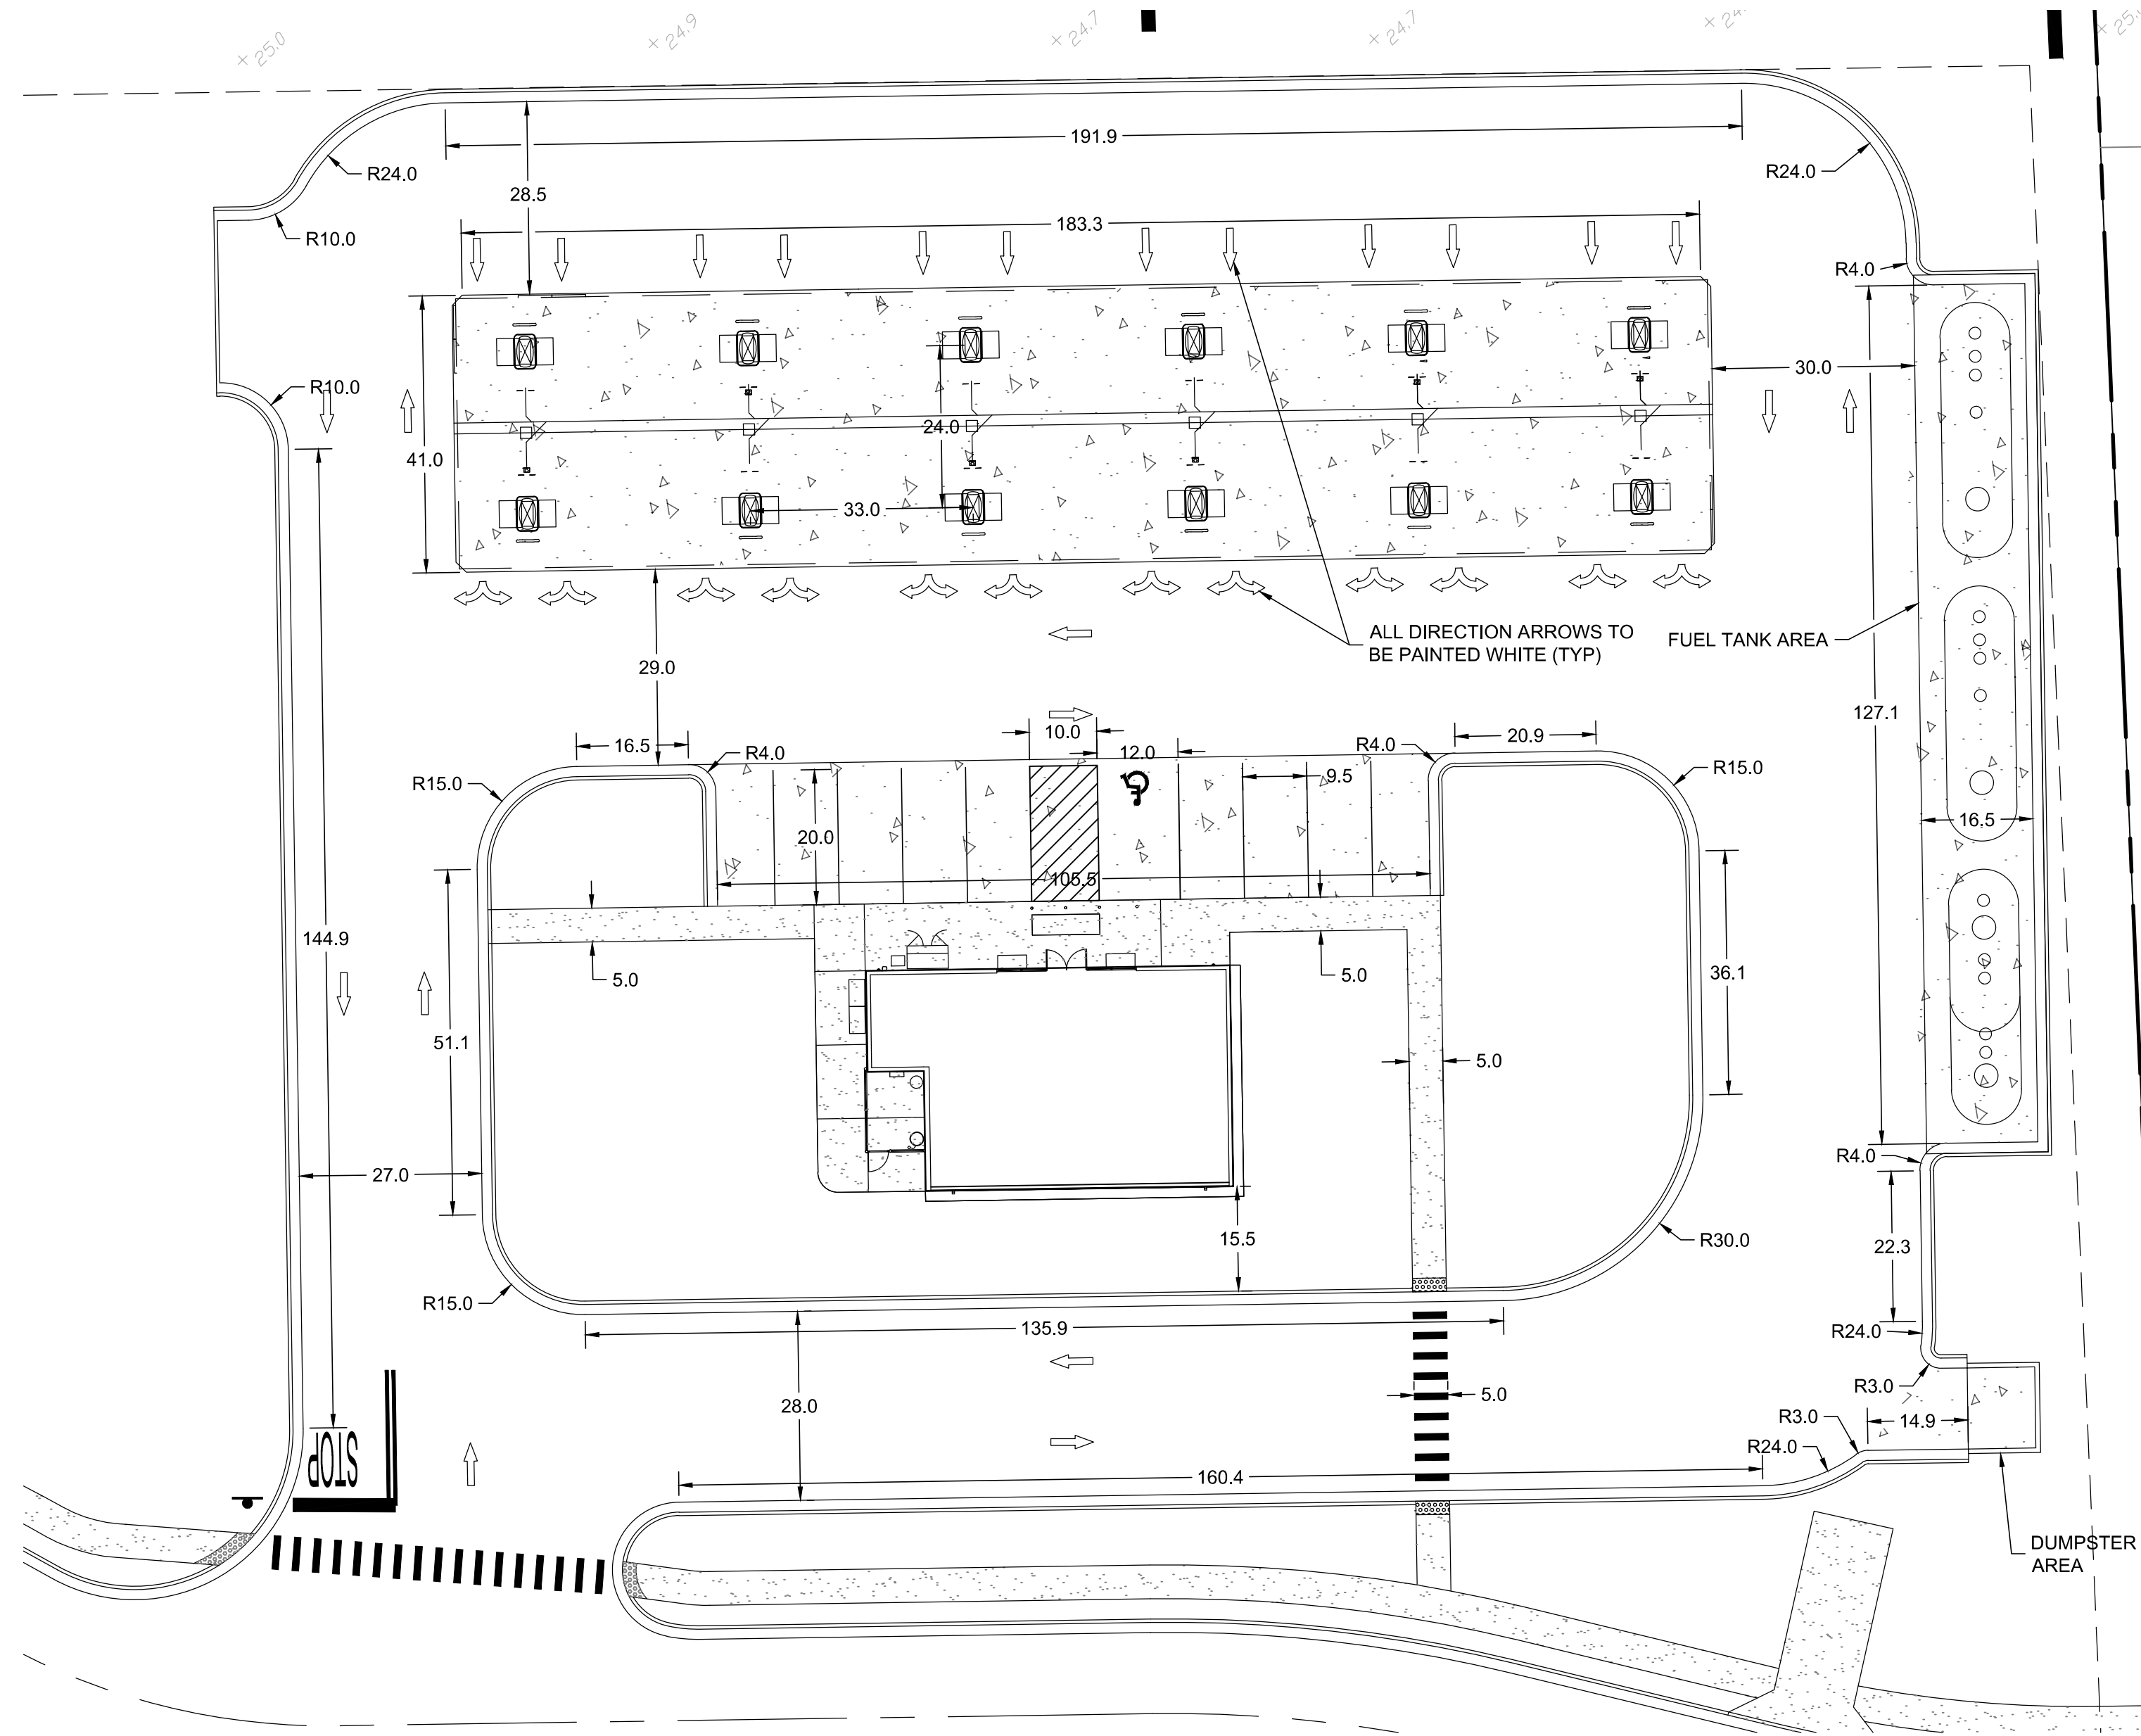 25.0
24.9
24.7
24.7
191.9
R24.0
R24.0
28.5
183.3
R10.0
R4.0
R10.0
30.0
24.0
41.0
33.0
ALL DIRECTION ARROWS TO
BE PAINTED WHITE (TYP)
FUEL TANK AREA
29.0
127.1
10.0
16.5
R4.0
12.0
R4.0
20.9
R15.0
9.5
R15.0
20.0
16.5
105.5
144.9
5.0
5.0
36.1
51.1
5.0
27.0
R4.0
15.5
R30.0
22.3
R15.0
135.9
R24.0
28.0
5.0
R3.0
R3.0
14.9
STOP
R24.0
160.4
DUMPSTER
AREA